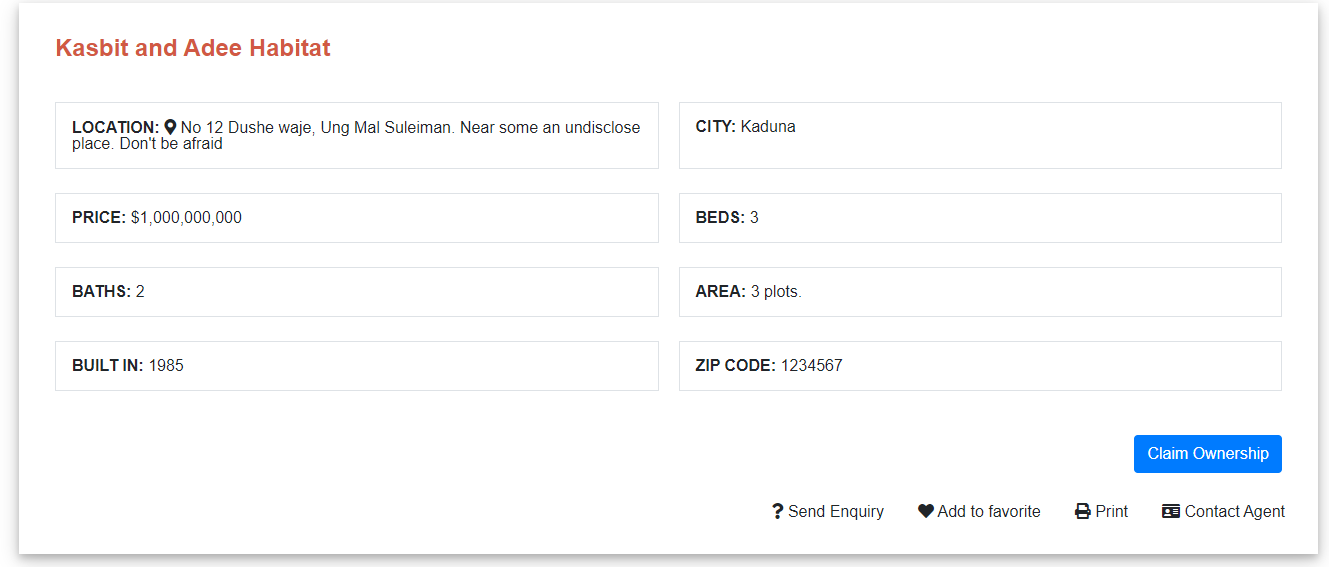 Kasbit and Adee Habitat
LOCATION: No 12 Dushe waje, Ung Mal Suleiman. Near some an undisclose
place. Don't be afraid
CITY: Kaduna
PRICE: $1,000,000,000
BEDS: 3
BATHS: 2
AREA: 3 plots.
BUILT IN: 1985
ZIP CODE: 1234567
Claim Ownership
? Send Enquiry
Add to favorite
Print
Contact Agent